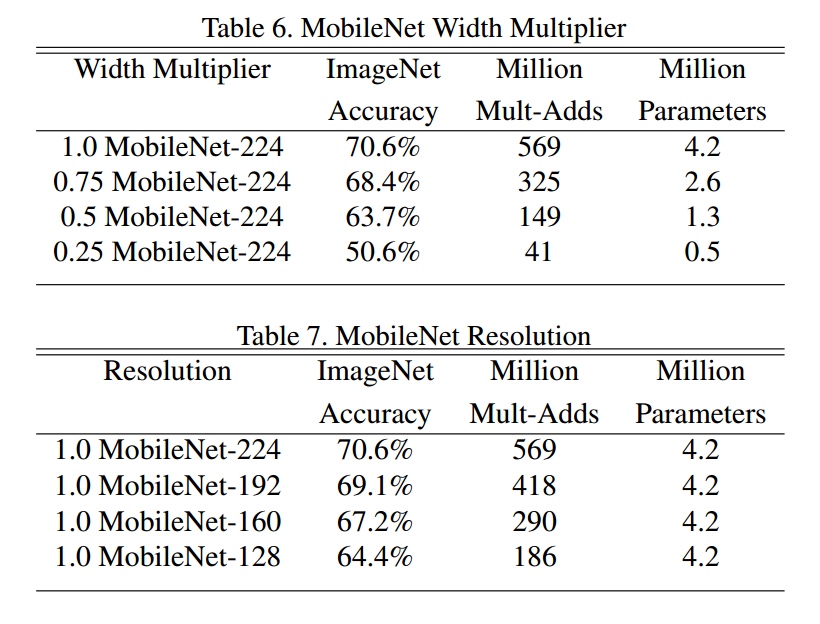 Table 6. MobileNet Width Multiplier
Width Multiplier ImageNet Million Million
Accuracy Mult-Adds Parameters
1.0 MobileNet-224 70.6% 569 4.2
0.75 MobileNet-224 68.4% 325 2.6
0.5 MobileNet-224 63.7% 149 1.3
0.25 MobileNet-224 50.6% 41 0.5
Table 7. MobileNet Resolution
Resolution ImageNet Million Million
Accuracy Mult-Adds Parameters
1.0 MobileNet-224 70.6% 569 4.2
1.0 MobileNet-192 69.1% 418 4.2
1.0 MobileNet-160 67.2% 290 4.2
1.0 MobileNet-128 64.4% 186 4.2